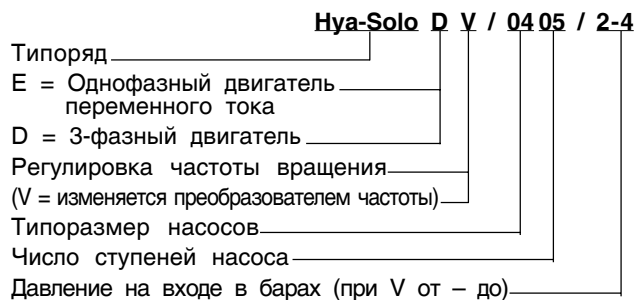 Hya-Solo D V / 04 05 / 2-4
Типоряд
E = Однофазный двигатель
переменного тока
D = 3-фазный двигатель
Регулировка частоты вращения
(V = изменяется преобразователем частоты)
Типоразмер насосов
Число ступеней насоса
Давление на входе в барах (при V от – до)